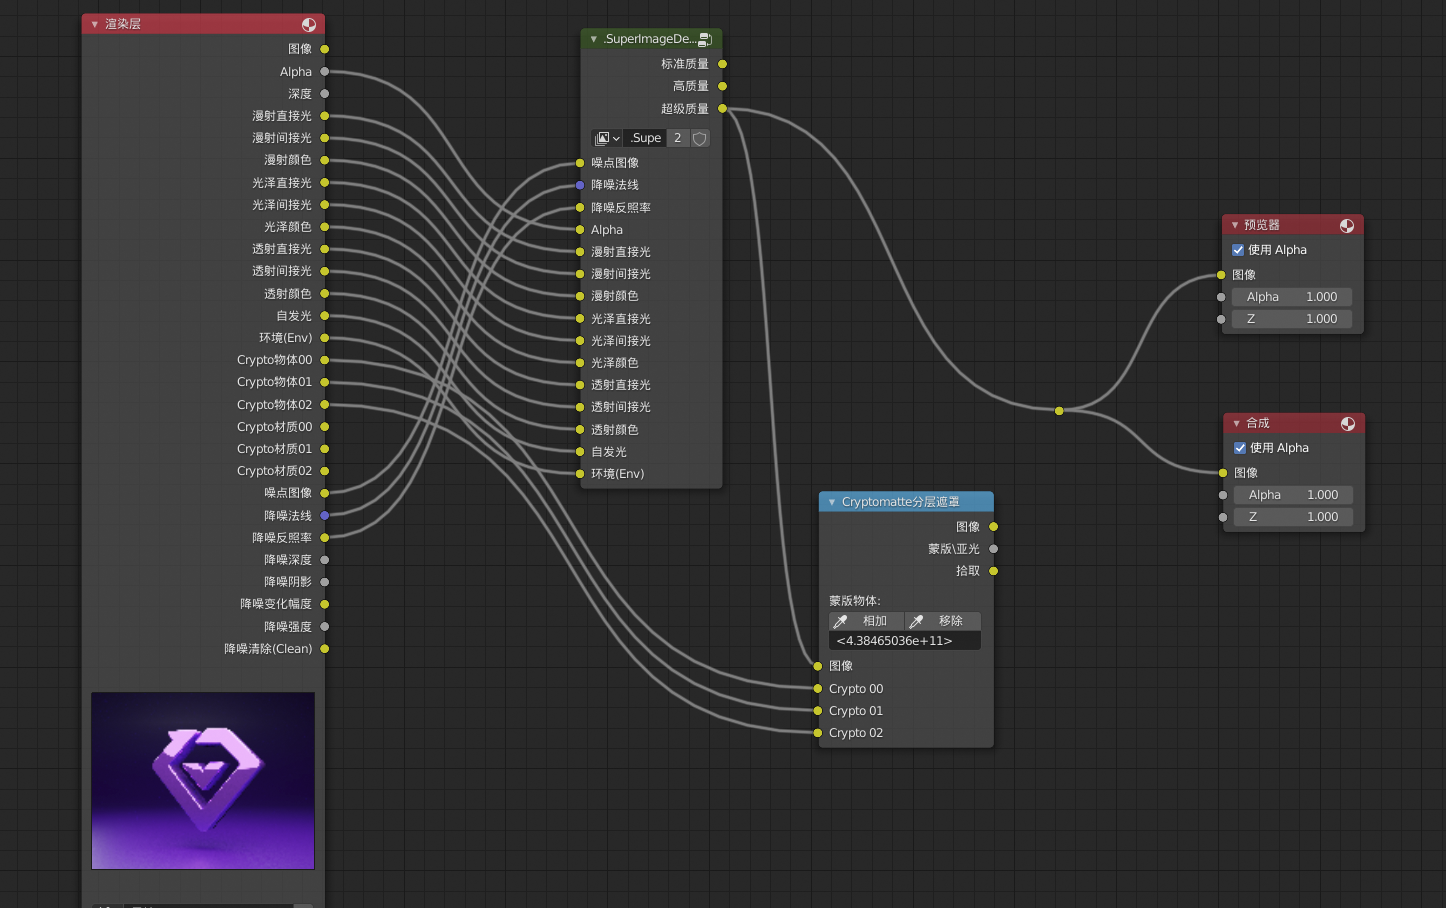 渲染层
图像
Alpha
深度
漫射直接光
漫射间接光
漫射颜色
光泽直接光
光泽间接光
光泽颜色
透射直接光
透射间接光
透射颜色
自发光
环境(Env)
Crypto物体00
Crypto物体01
Crypto物体02
Crypto材质00
Crypto材质01
Crypto材质02
噪点图像
降噪法线
降噪反照率
降噪深度
降噪阴影
降噪变化幅度
降噪强度
降噪清除(Clean)
.SuperImageDe...
标准质量
高质量
超级质量
.Supe 2
噪点图像
降噪法线
降噪反照率
Alpha
漫射直接光
漫射间接光
漫射颜色
光泽直接光
光泽间接光
光泽颜色
透射直接光
透射间接光
透射颜色
自发光
环境(Env)
Cryptomatte分层遮罩
图像
蒙版\亚光
拾取
蒙版物体:
相加 移除
<4.38465036e+11>
图像
Crypto 00
Crypto 01
Crypto 02
预览器
使用 Alpha
图像
Alpha 1.000
Z 1.000
合成
使用 Alpha
图像
Alpha 1.000
Z 1.000